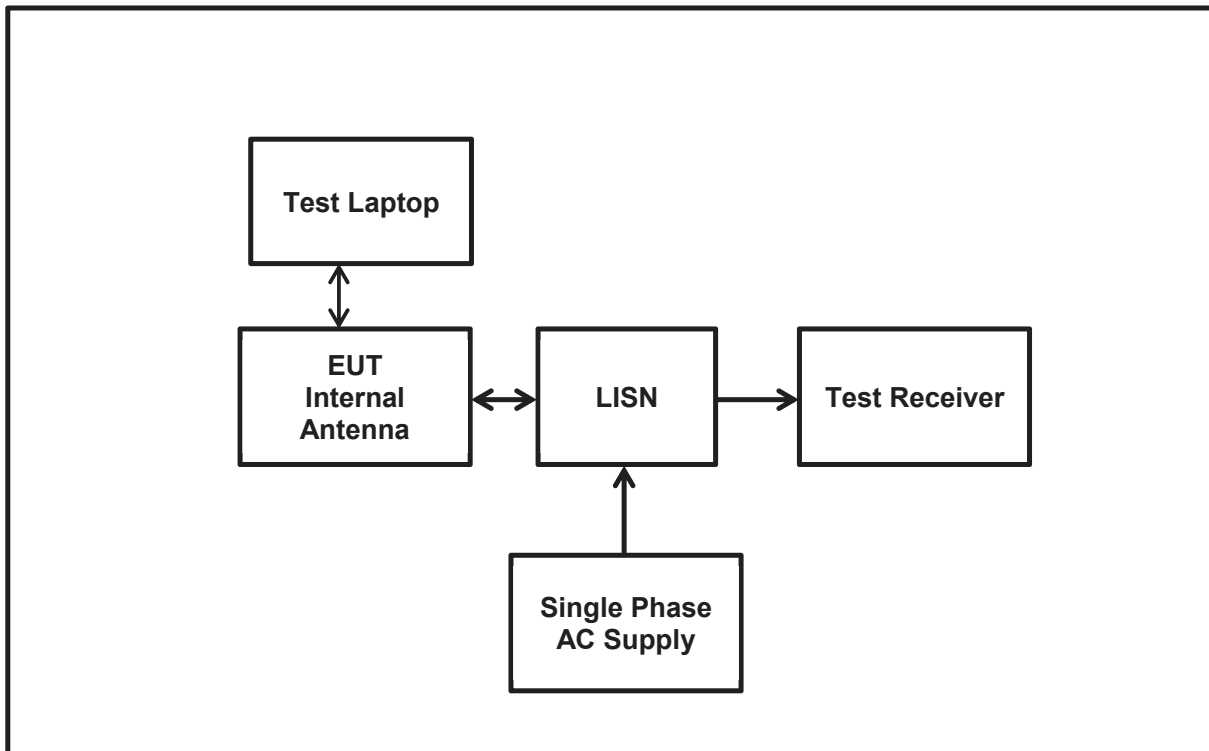 Test Laptop
EUT
Internal
Antenna
LISN
Test Receiver
Single Phase
AC Supply